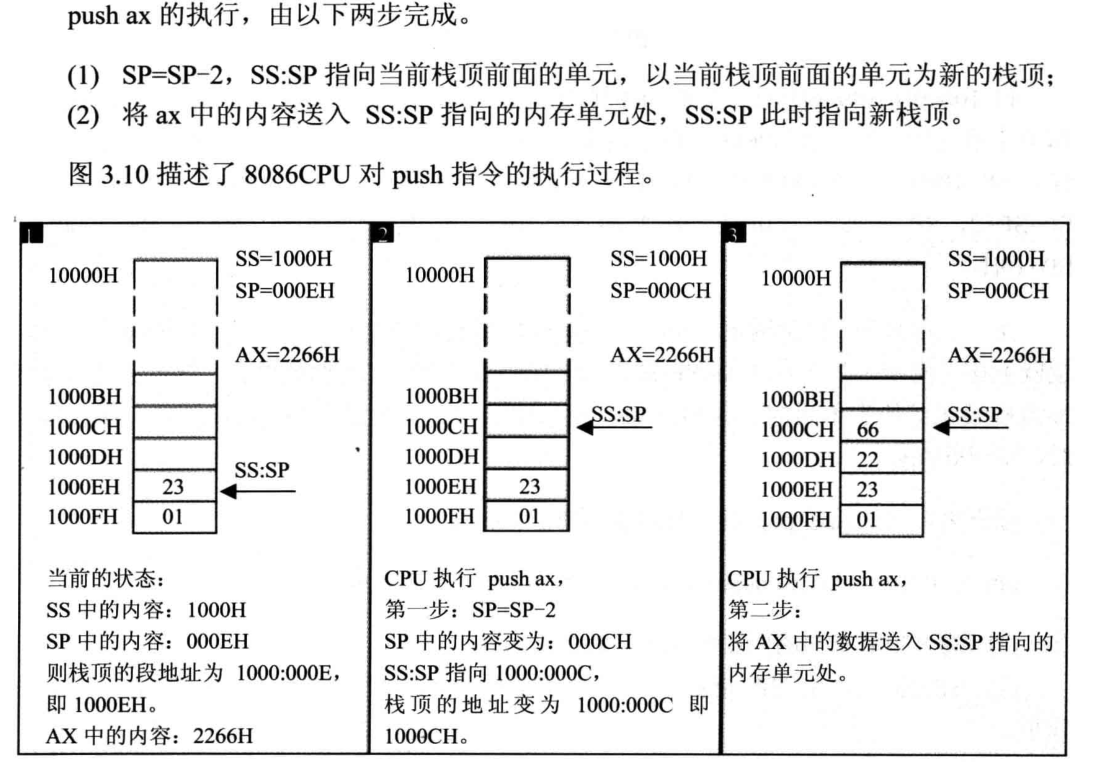 push ax 的执行，由以下两步完成。
(1) SP=SP−2，SS:SP 指向当前栈顶前面的单元，以当前栈顶前面的单元为新的栈顶；
(2) 将 ax 中的内容送入 SS:SP 指向的内存单元处，SS:SP 此时指向新栈顶。
图 3.10 描述了 8086CPU 对 push 指令的执行过程。
1
10000H
SS=1000H
SP=000EH
AX=2266H
1000BH
1000CH
1000DH
SS:SP
1000EH 23
1000FH 01
当前的状态：
SS 中的内容：1000H
SP 中的内容：000EH
则栈顶的段地址为 1000:000E，
即 1000EH。
AX 中的内容：2266H
2
10000H
SS=1000H
SP=000CH
AX=2266H
1000BH
1000CH SS:SP
1000DH
1000EH 23
1000FH 01
CPU 执行 push ax，
第一步：SP=SP−2
SP 中的内容变为：000CH
SS:SP 指向 1000:000C，
栈顶的地址变为 1000:000C 即
1000CH。
3
10000H
SS=1000H
SP=000CH
AX=2266H
1000BH
1000CH 66 SS:SP
1000DH 22
1000EH 23
1000FH 01
CPU 执行 push ax，
第二步：
将 AX 中的数据送入 SS:SP 指向的
内存单元处。